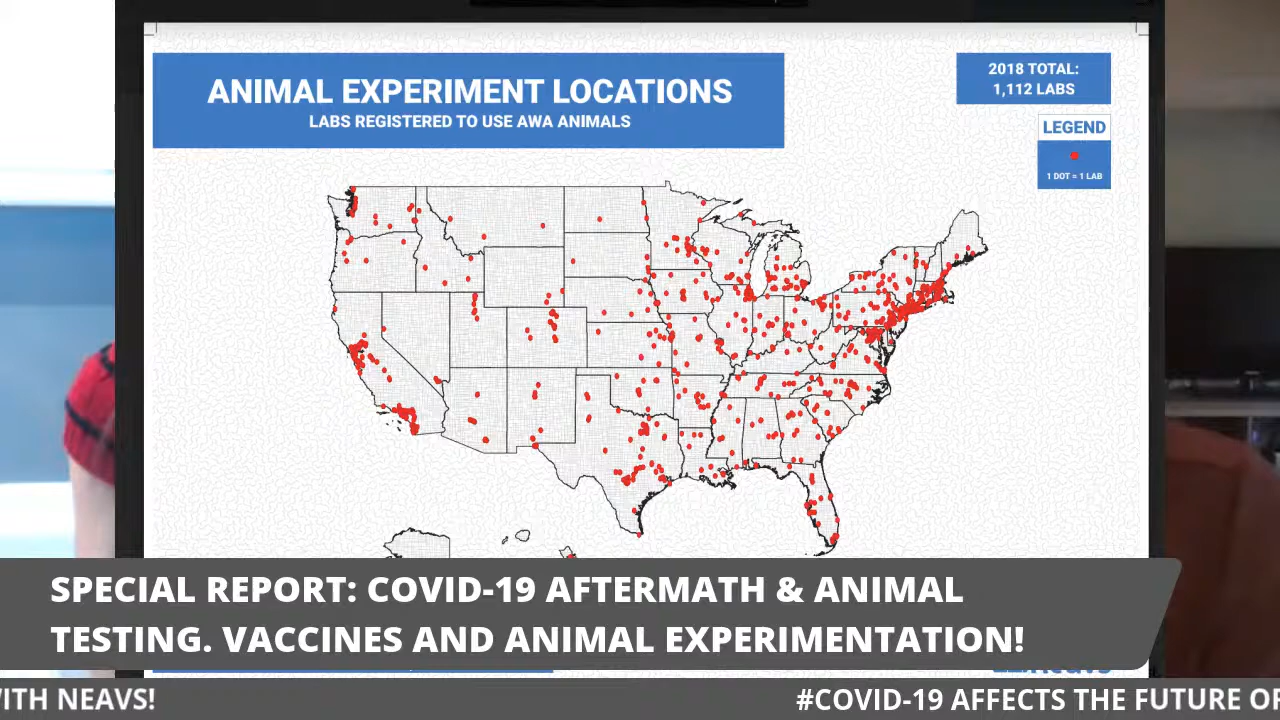 ANIMAL EXPERIMENT LOCATIONS
LABS REGISTERED TO USE AWA ANIMALS
2018 TOTAL:
1,112 LABS
LEGEND
1 DOT = 1 LAB
SPECIAL REPORT: COVID-19 AFTERMATH & ANIMAL
TESTING. VACCINES AND ANIMAL EXPERIMENTATION!
WITH NEAVS!
#COVID-19 AFFECTS THE FUTURE OF